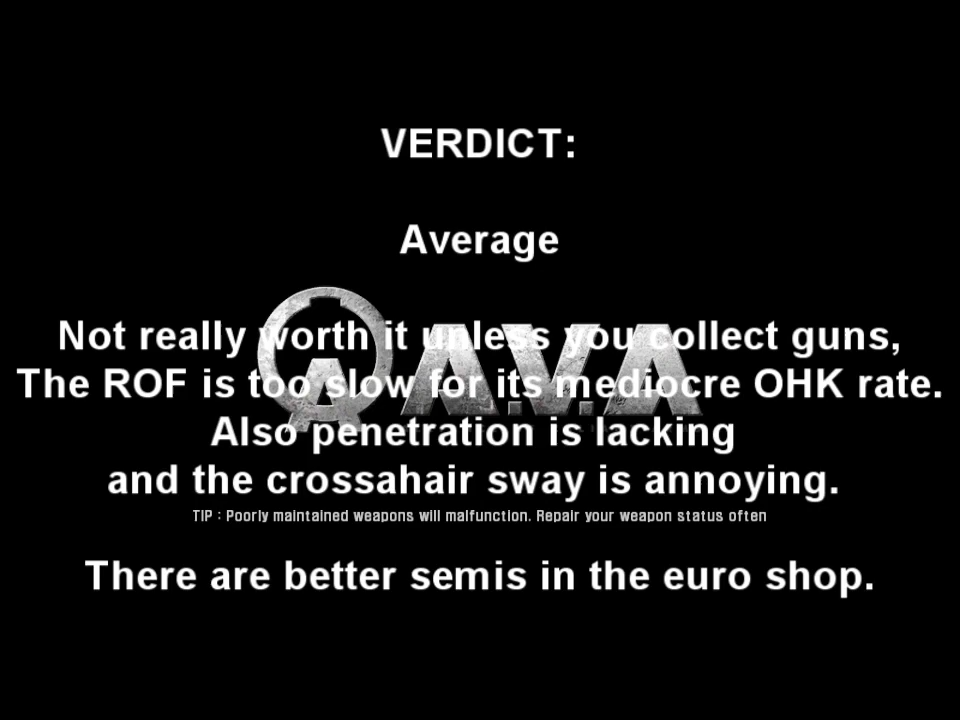 VERDICT:
Average
A.V.A
Not really worth it unless you collect guns,
The ROF is too slow for its mediocre OHK rate.
Also penetration is lacking
and the crossahair sway is annoying.
TIP : Poorly maintained weapons will malfunction. Repair your weapon status often
There are better semis in the euro shop.